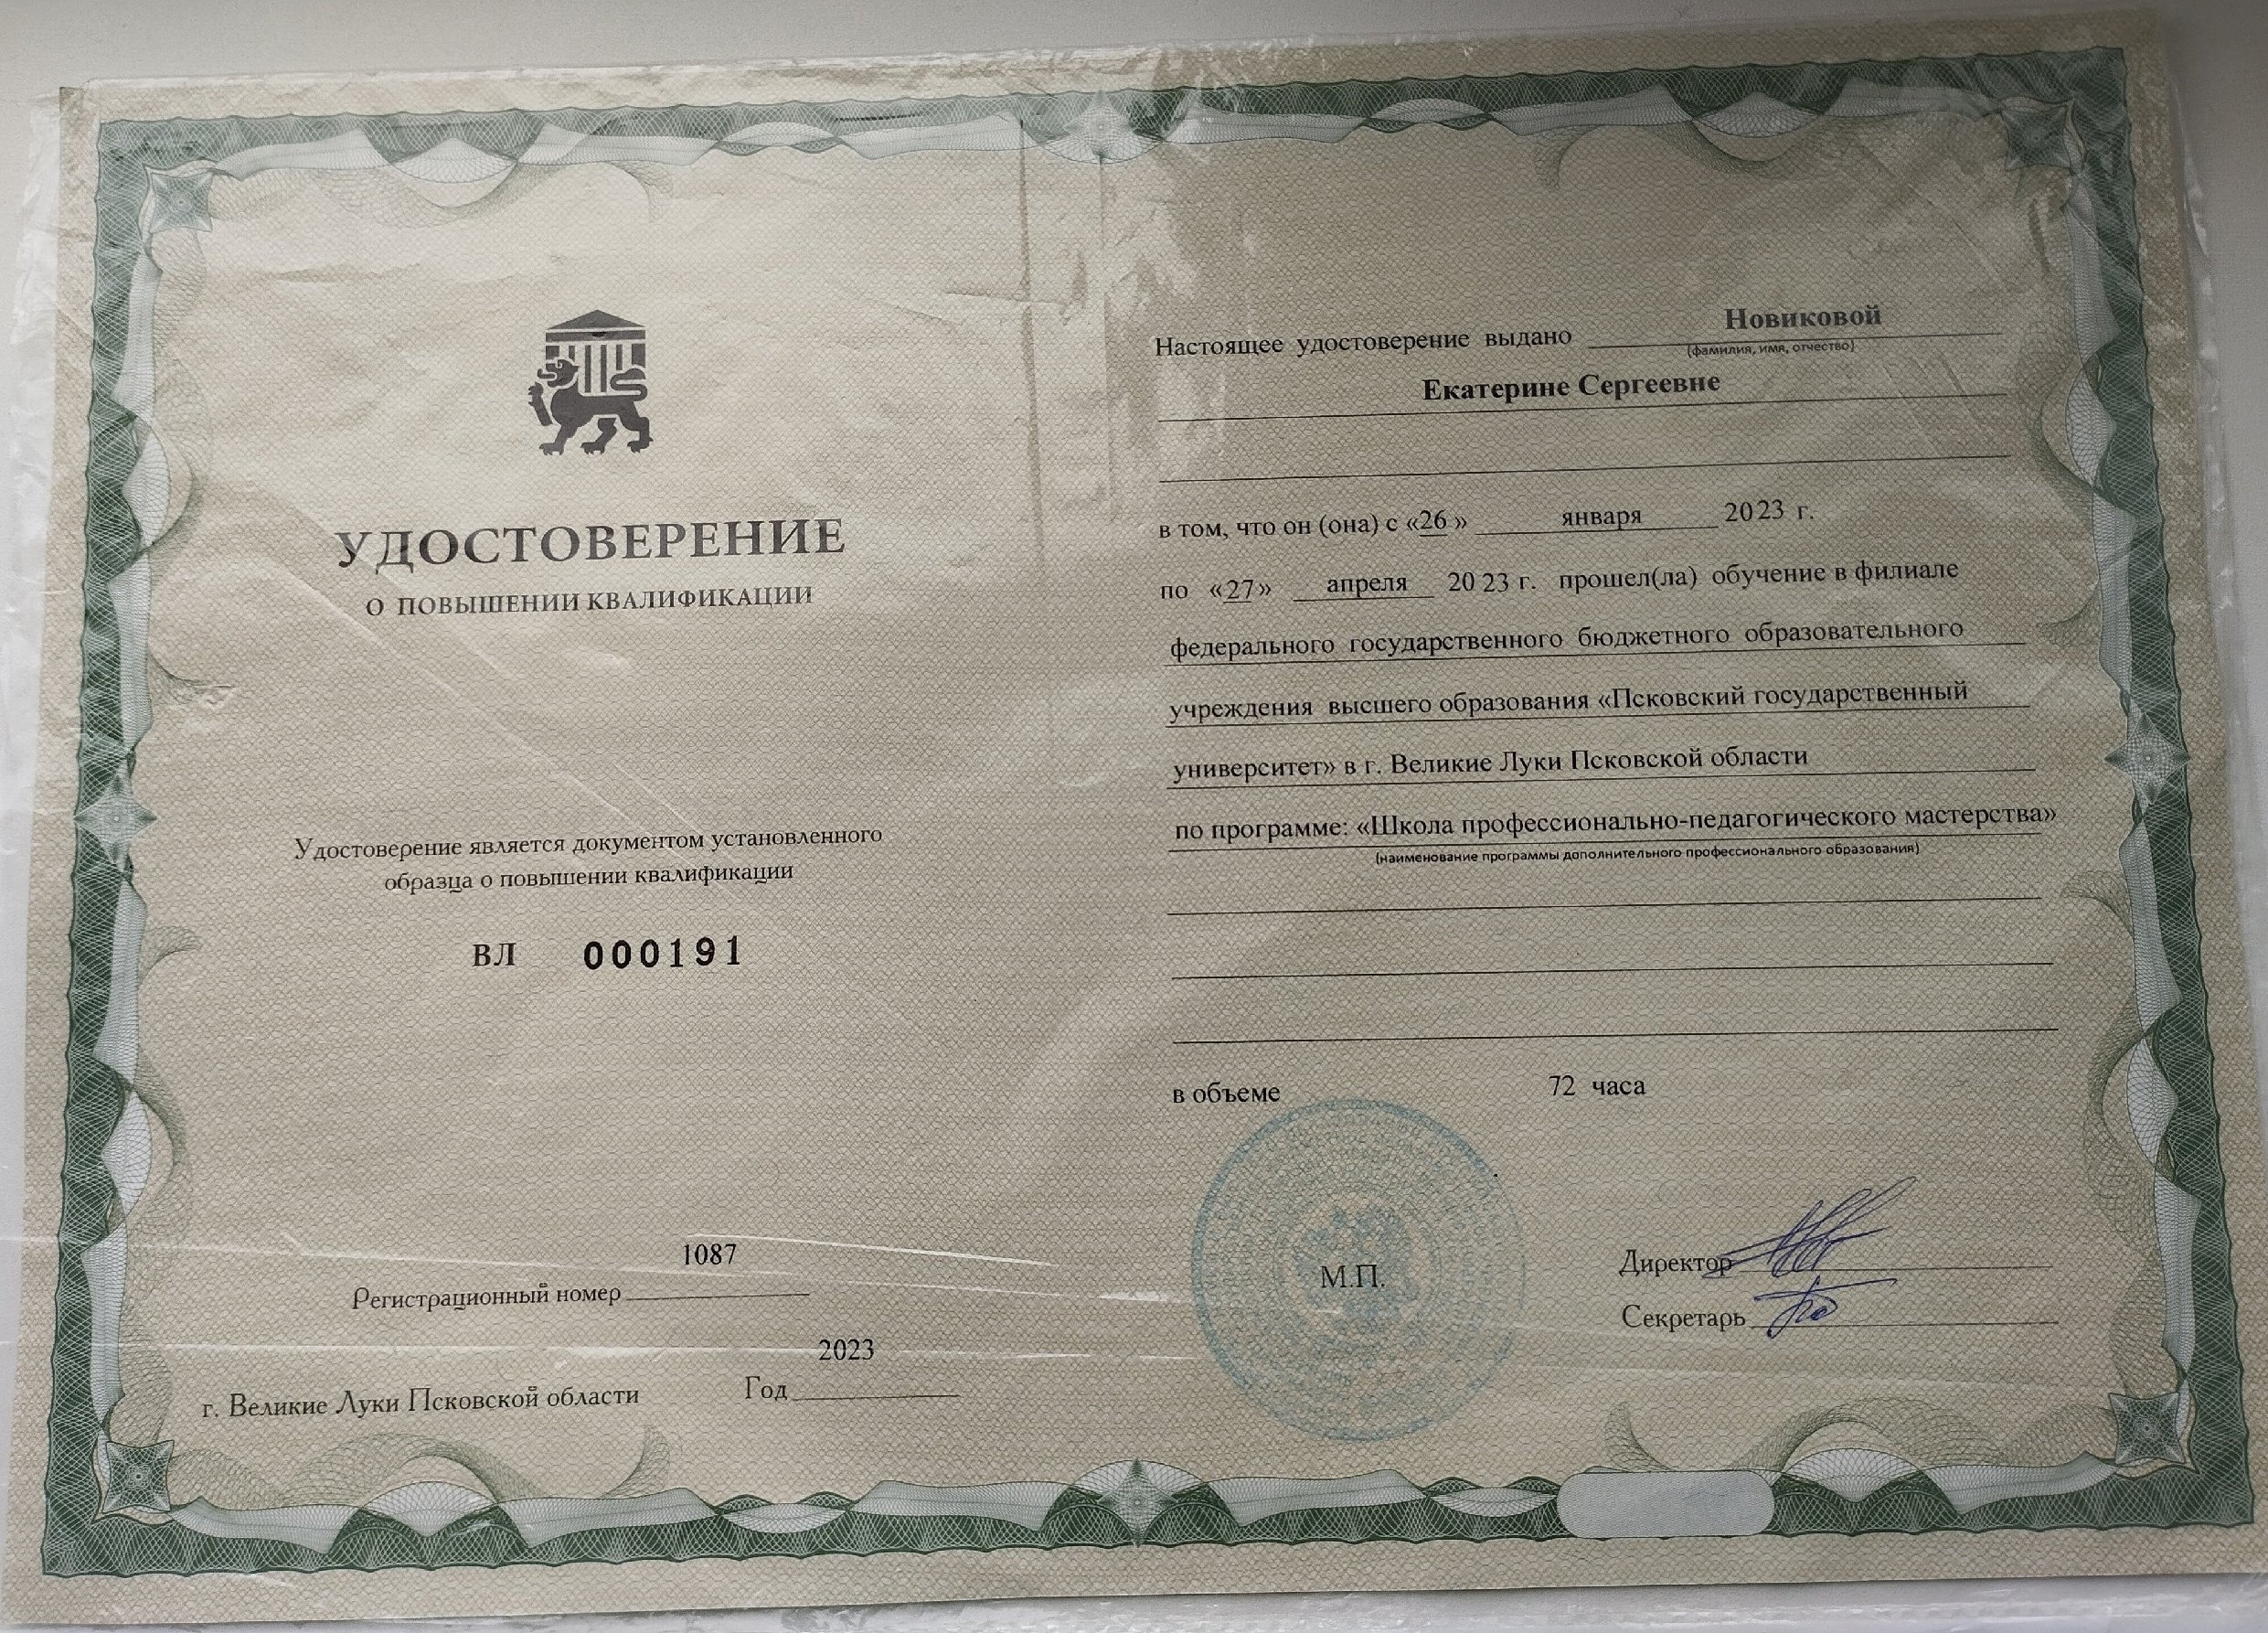 УДОСТОВЕРЕНИЕ
О ПОВЫШЕНИИ КВАЛИФИКАЦИИ
Удостоверение является документом установленного
образца о повышении квалификации
ВЛ 000191
1087
Регистрационный номер
2023
г. Великие Луки Псковской области Год
Новиковой
Настоящее удостоверение выдано
(фамилия, имя, отчество)
Екатерине Сергеевне
в том, что он (она) с «26» января 2023 г.
по «27» апреля 2023 г. прошел(ла) обучение в филиале
федерального государственного бюджетного образовательного
учреждения высшего образования «Псковский государственный
университет» в г. Великие Луки Псковской области
по программе: «Школа профессионально-педагогического мастерства»
(наименование программы дополнительного профессионального образования)
в объеме 72 часа
М.П.
Директор
Секретарь